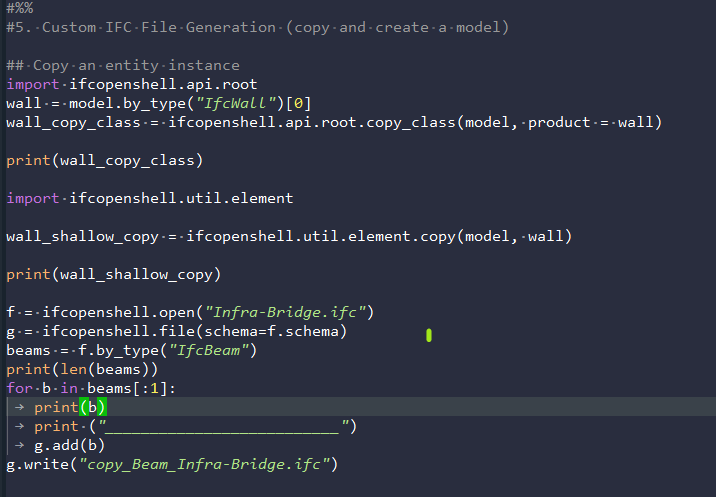 #%%
#5. Custom IFC File Generation (copy and create a model)
## Copy an entity instance
import ifcopenshell.api.root
wall = model.by_type("IfcWall")[0]
wall_copy_class = ifcopenshell.api.root.copy_class(model, product = wall)
print(wall_copy_class)
import ifcopenshell.util.element
wall_shallow_copy = ifcopenshell.util.element.copy(model, wall)
print(wall_shallow_copy)
f = ifcopenshell.open("Infra-Bridge.ifc")
g = ifcopenshell.file(schema=f.schema)
beams = f.by_type("IfcBeam")
print(len(beams))
for b in beams[:1]:
→ print(b)
→ print ("__________________________")
→ g.add(b)
g.write("copy_Beam_Infra-Bridge.ifc")